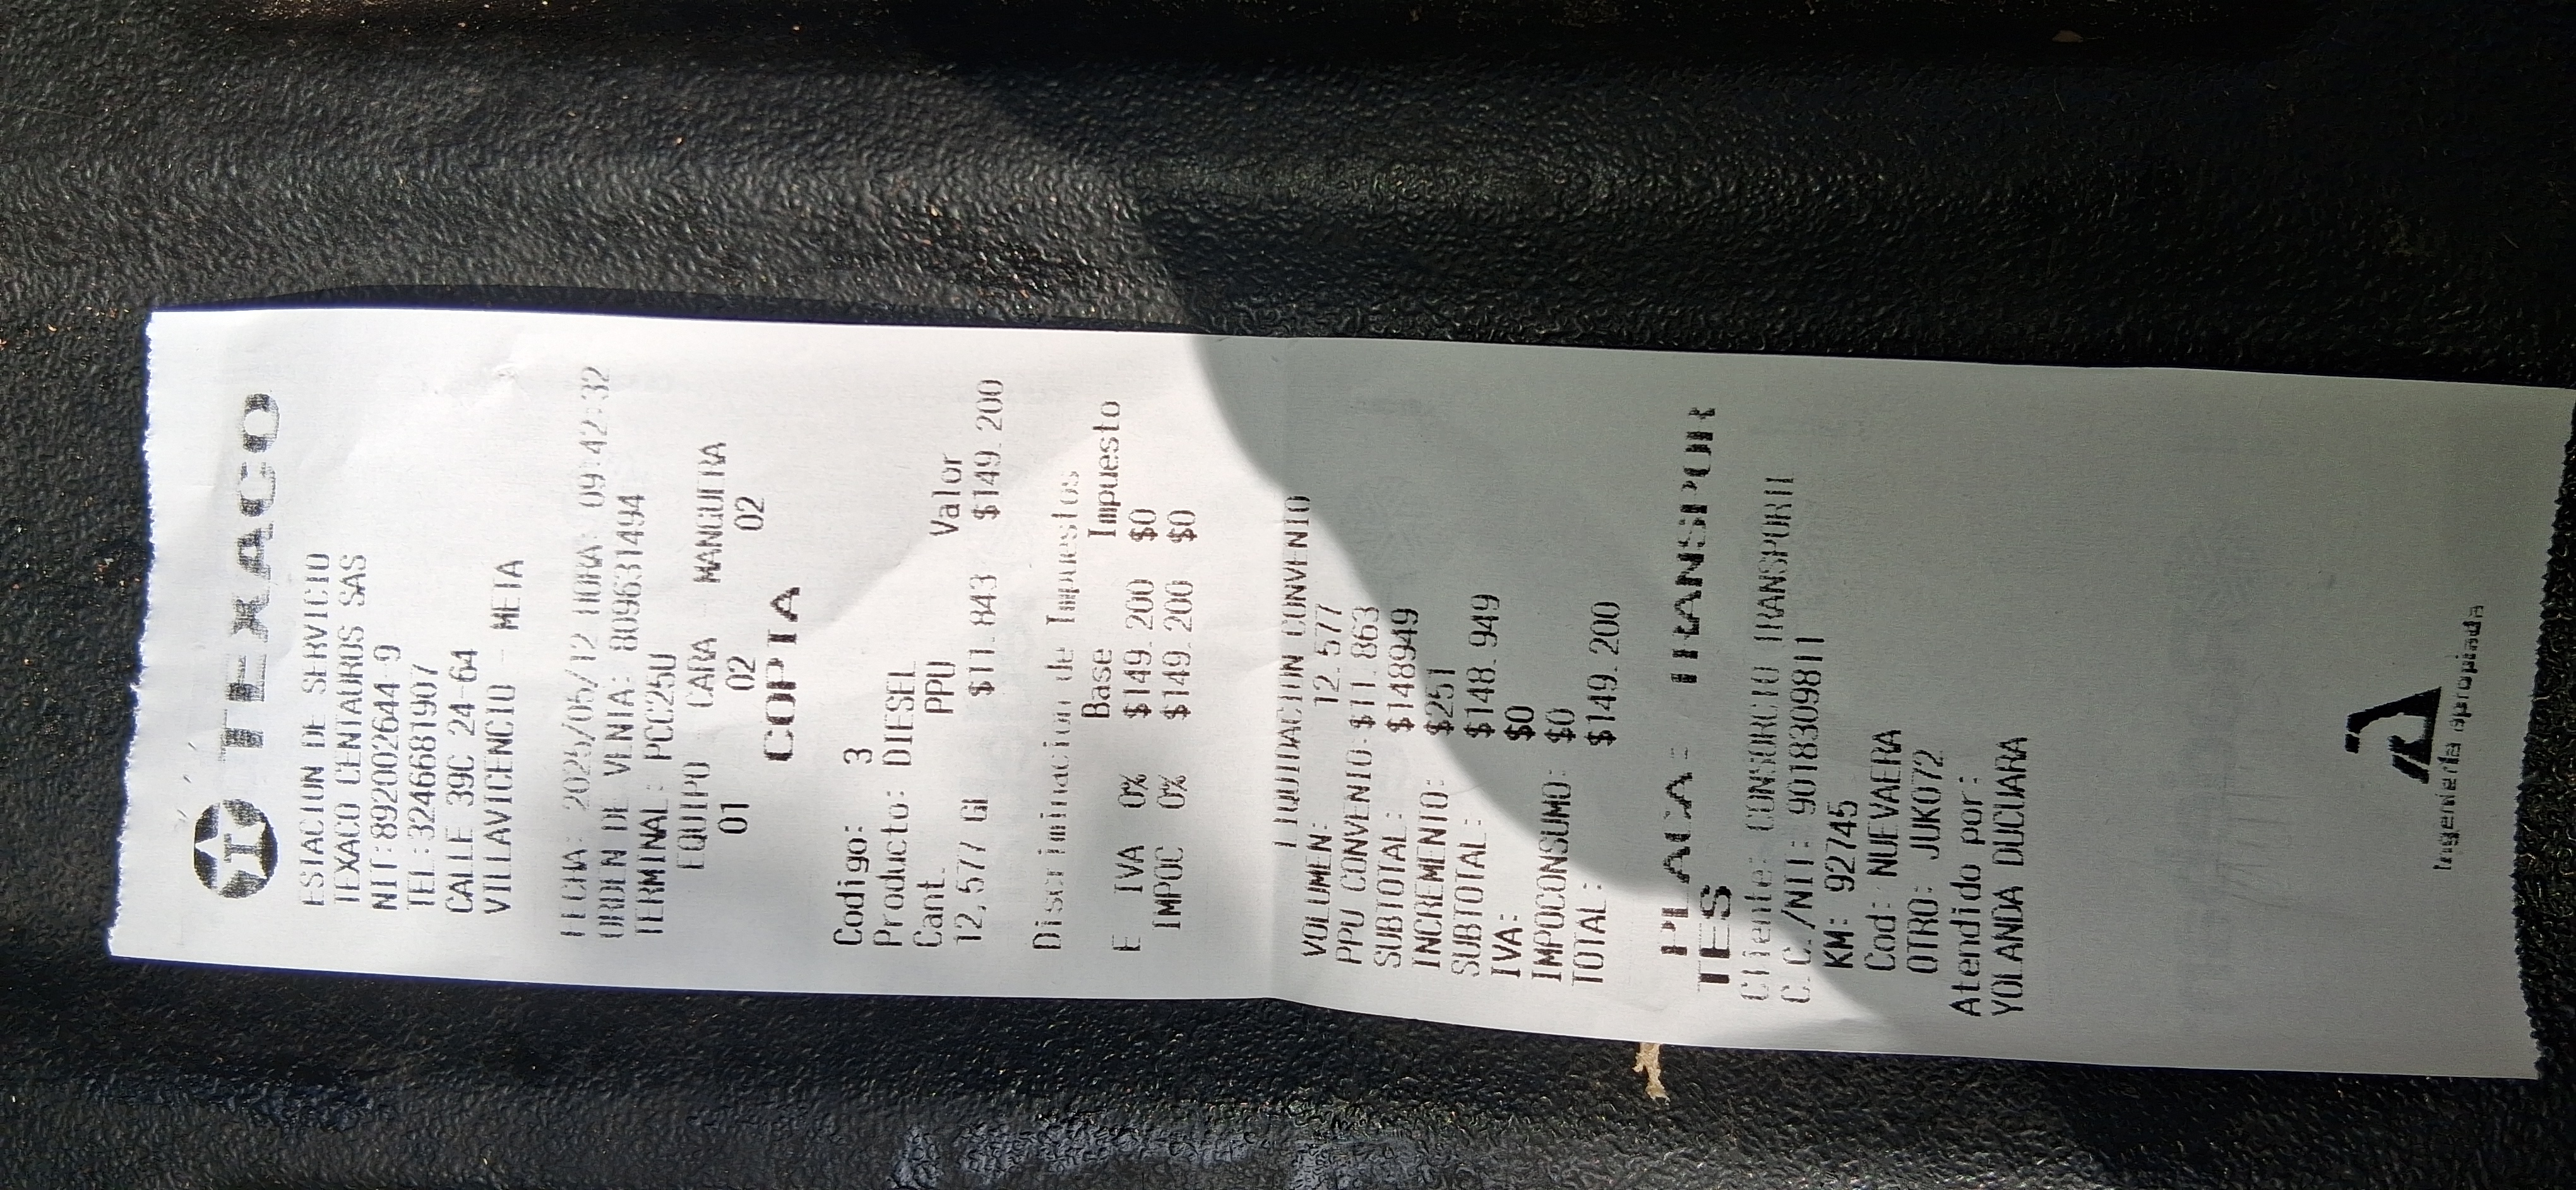 TEXACO
ESTACION DE SERVICIO
TEXACO CENTAUROS SAS
NIT:892002644-9
TEL:3246681907
CALLE 39C 24-64
VILLAVICENCIO - META
FECHA: 2025/05/12 HORA: 09:42:32
ORDEN DE VENTA: 8096314494
TERMINAL: PCC25U
EQUIPO CARA MANGUERA
01 02 02
COPIA
Codigo: 3
Producto: DIESEL
Cant. PPU Valor
12,577 Gl $11.843 $149.200
Discriminacion de Impuestos
Base Impuesto
E IVA 0% $149.200 $0
IMPOC 0% $149.200 $0
LIQUIDACION CONVENIO
VOLUMEN: 12.577
PPU CONVENIO:$11.863
SUBTOTAL: $148949
INCREMENTO: $251
SUBTOTAL: $148.949
IVA: $0
IMPOCONSUMO: $0
TOTAL: $149.200
PLACA: TRANSPOR
TES
Cliente: CONSORCIO TRANSPORTE
C.C./NIT: 9018309811
KM: 92745
Cod: NUEVAERA
OTRO: JUK072
Atendido por:
YOLANDA DUCUARA
Ingeniería apropiada